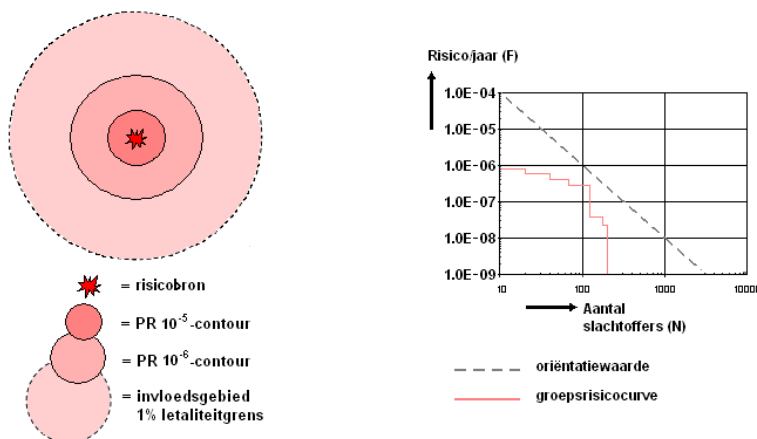 = risicobron
= PR 10⁻⁵-contour
= PR 10⁻⁶-contour
= invloedsgebied
1% letaliteitgrens
Risico/jaar (F)
1.0E-04
1.0E-05
1.0E-06
1.0E-07
1.0E-08
1.0E-09
10 100 1000 10000
Aantal
slachtoffers (N)
oriëntatiewaarde
groepsrisicocurve